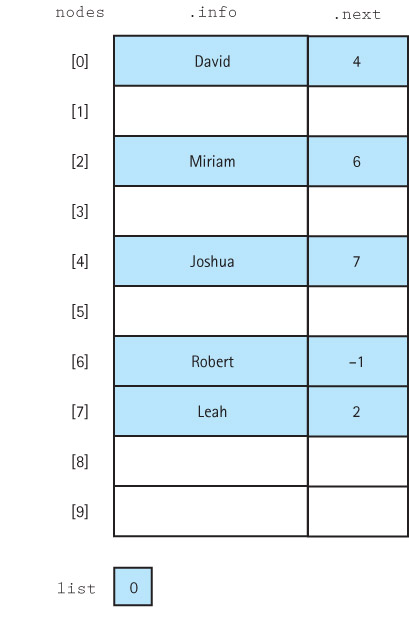 nodes .info .next
[0] David 4
[1]
[2] Miriam 6
[3]
[4] Joshua 7
[5]
[6] Robert –1
[7] Leah 2
[8]
[9]
list 0